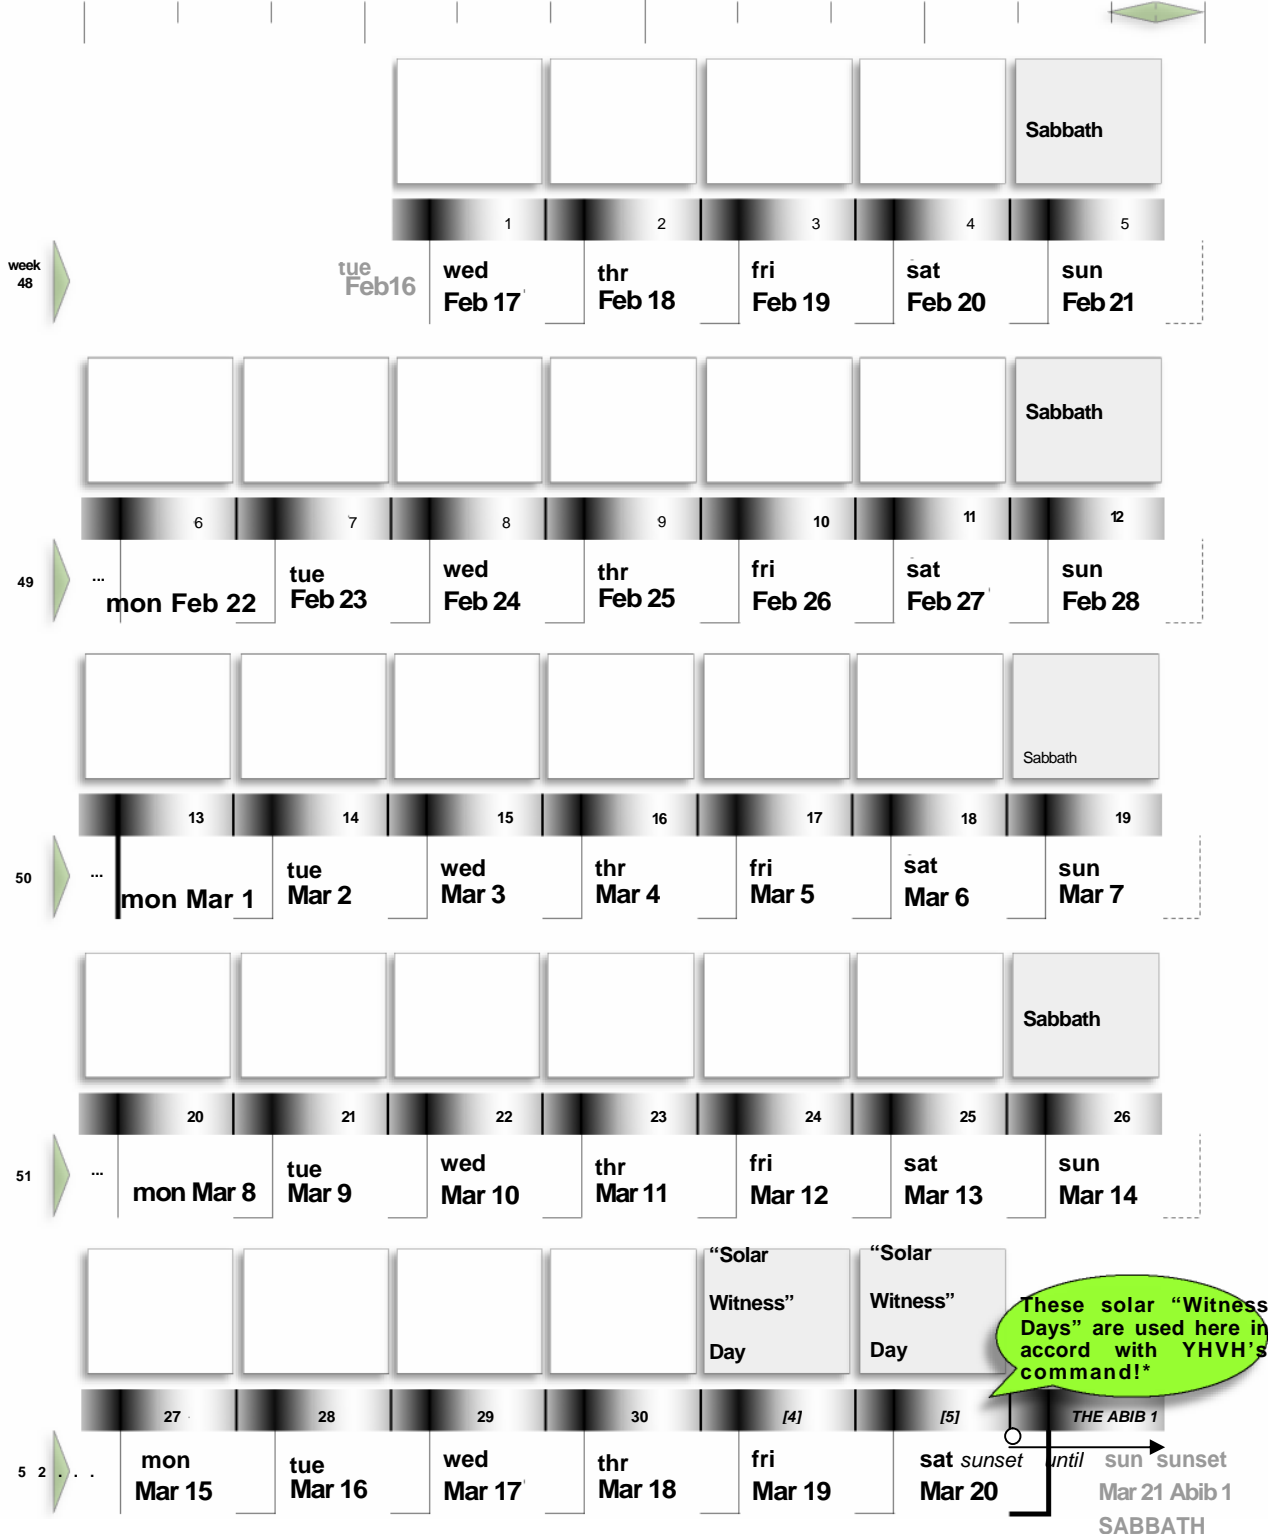 Sabbath
1 2 3 4 5
week
48
tue
Feb16
wed
Feb 17
thr
Feb 18
fri
Feb 19
sat
Feb 20
sun
Feb 21
Sabbath
6 7 8 9 10 11 12
49
...
mon Feb 22
tue
Feb 23
wed
Feb 24
thr
Feb 25
fri
Feb 26
sat
Feb 27
sun
Feb 28
Sabbath
13 14 15 16 17 18 19
50
...
mon Mar 1
tue
Mar 2
wed
Mar 3
thr
Mar 4
fri
Mar 5
sat
Mar 6
sun
Mar 7
Sabbath
20 21 22 23 24 25 26
51
...
mon Mar 8
tue
Mar 9
wed
Mar 10
thr
Mar 11
fri
Mar 12
sat
Mar 13
sun
Mar 14
“Solar
Witness”
Day
“Solar
Witness”
Day
These solar “Witness
Days” are used here in
accord with YHVH’s
command!*
27 28 29 30 [4] [5] THE ABIB 1
5 2 . . .
mon
Mar 15
tue
Mar 16
wed
Mar 17
thr
Mar 18
fri
Mar 19
sat sunset until sun sunset
Mar 20
Mar 21 Abib 1
SABBATH